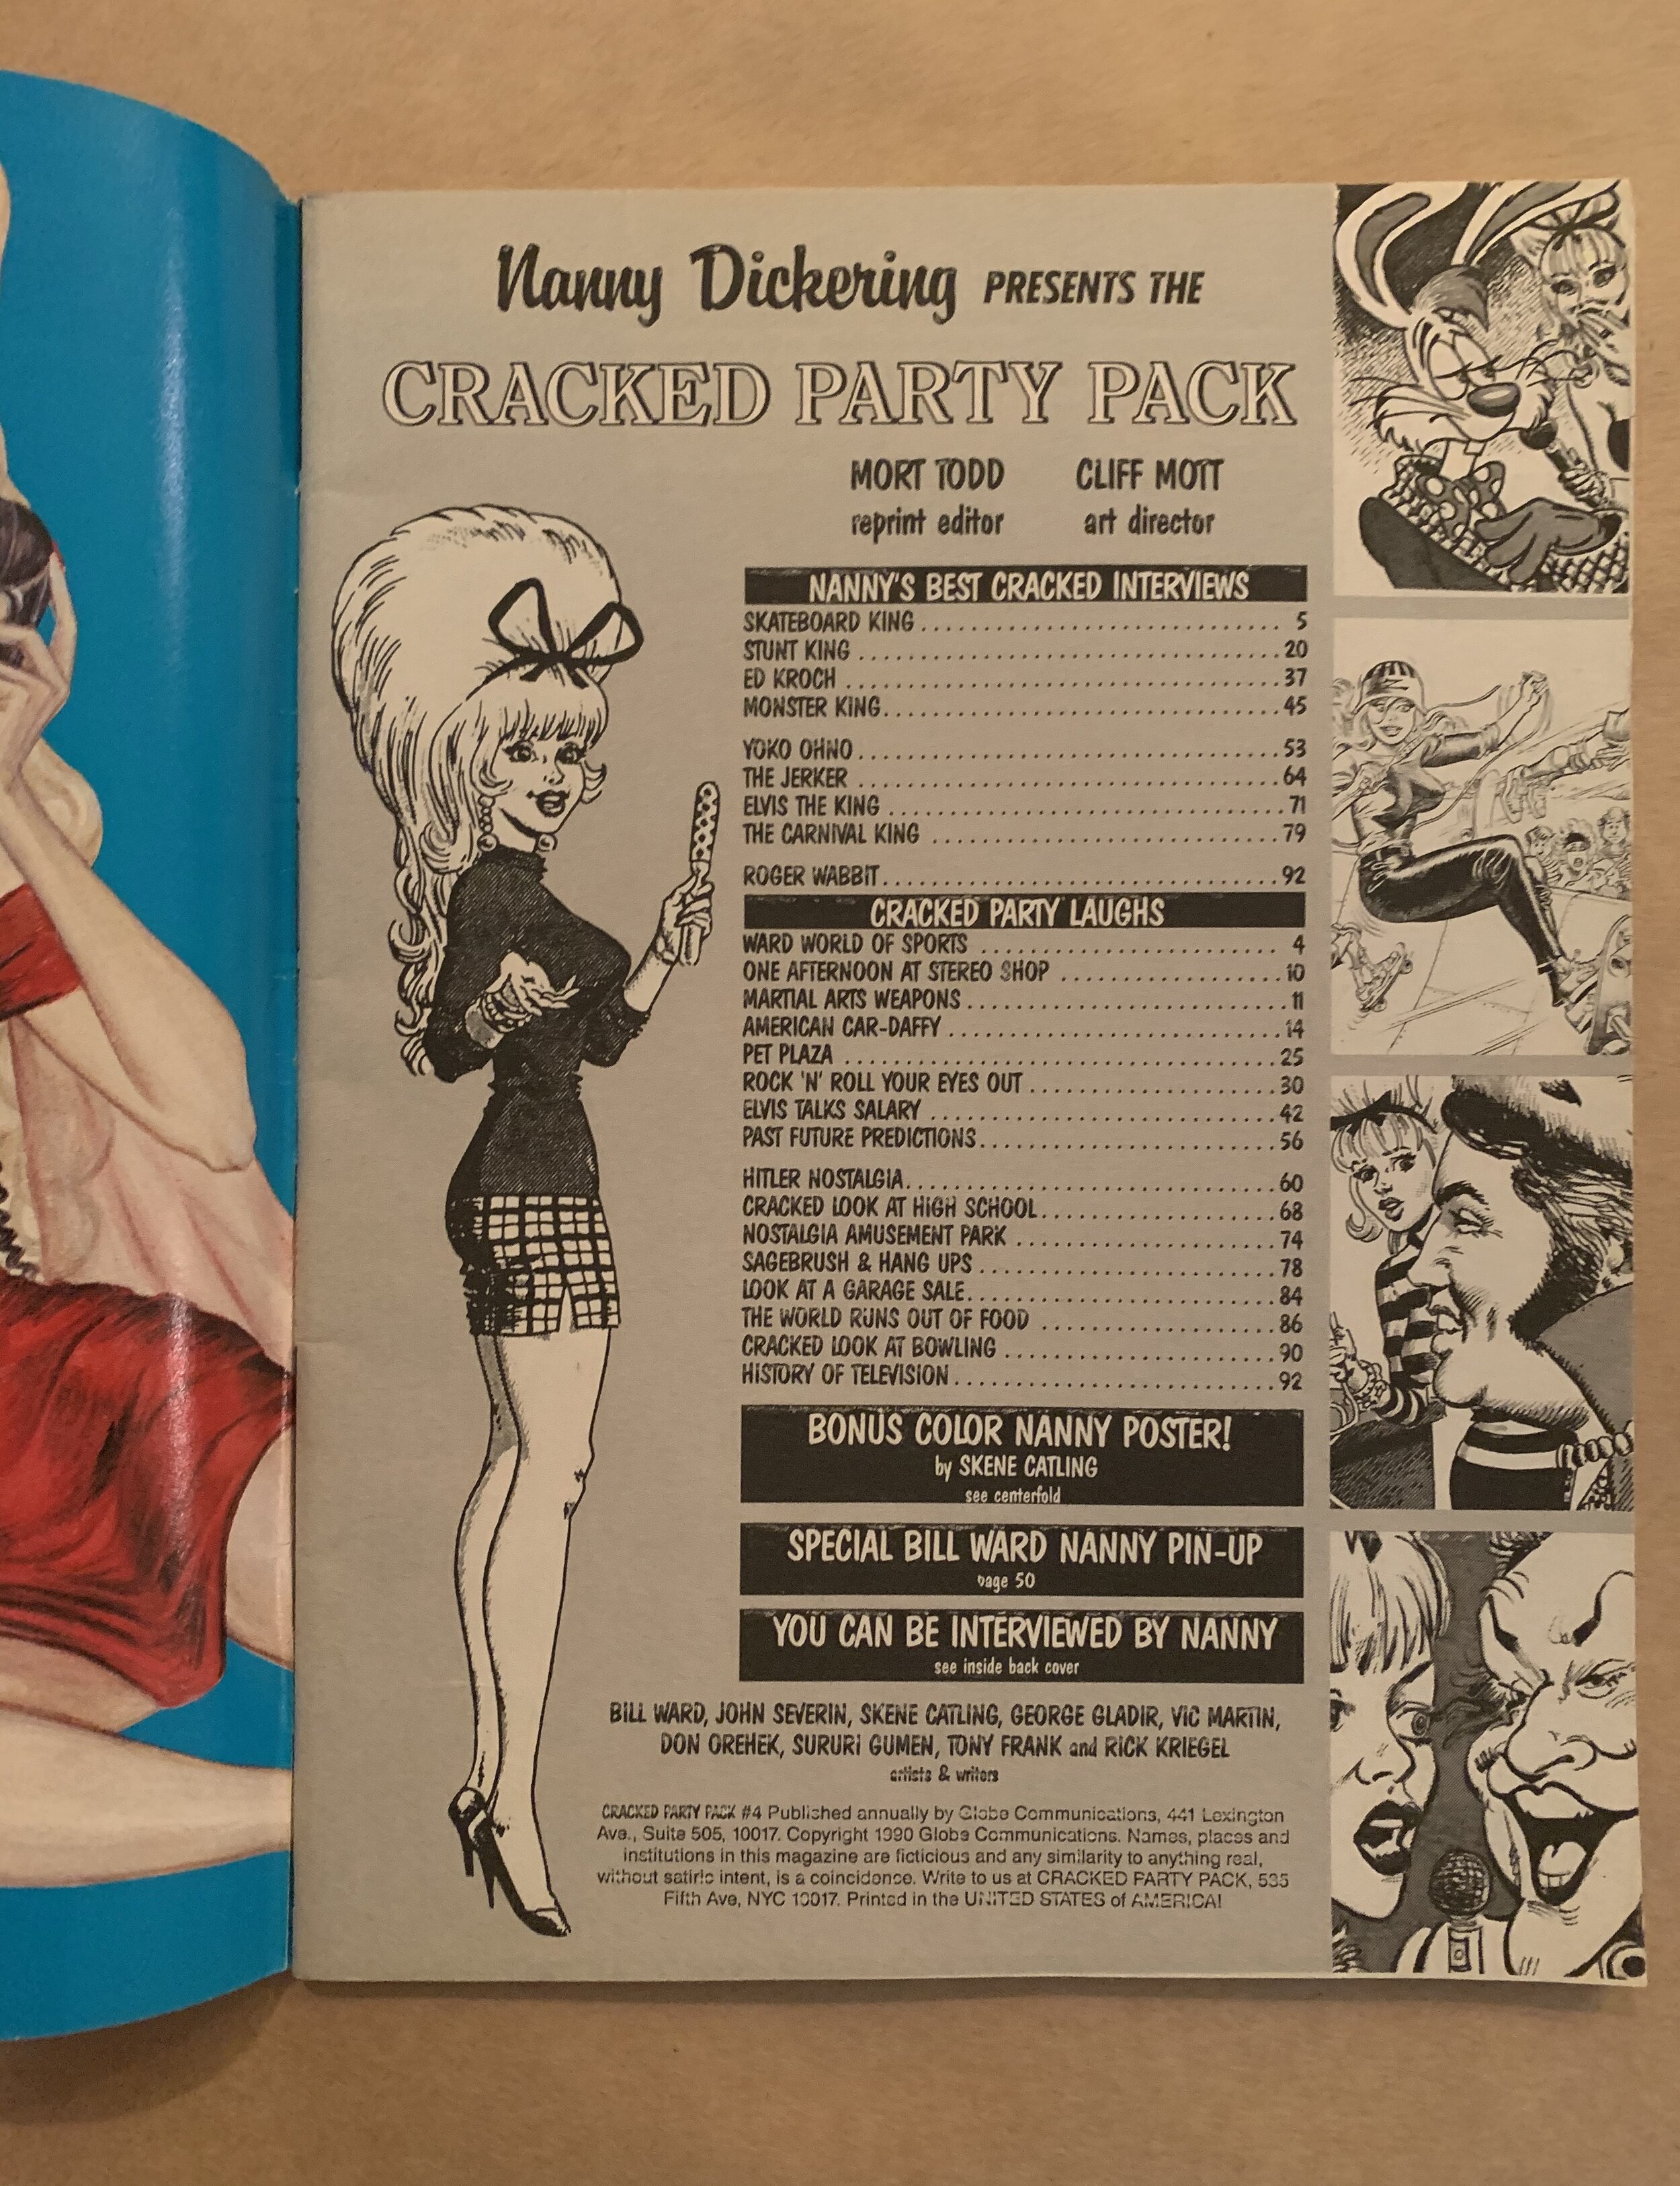 Nanny Dickering PRESENTS THE
CRACKED PARTY PACK
MORT TODD
reprint editor
CLIFF MOTT
art director
NANNY'S BEST CRACKED INTERVIEWS
SKATEBOARD KING 5
STUNT KING 20
ED KROCH 37
MONSTER KING 45
YOKO OHNO 53
THE JERKER 64
ELVIS THE KING 71
THE CARNIVAL KING 79
ROGER WABBIT 92
CRACKED PARTY LAUGHS
WARD WORLD OF SPORTS 4
ONE AFTERNOON AT STEREO SHOP 10
MARTIAL ARTS WEAPONS 11
AMERICAN CAR-DAFFY 14
PET PLAZA 25
ROCK 'N' ROLL YOUR EYES OUT 30
ELVIS TALKS SALARY 42
PAST FUTURE PREDICTIONS 56
HITLER NOSTALGIA 60
CRACKED LOOK AT HIGH SCHOOL 68
NOSTALGIA AMUSEMENT PARK 74
SAGEBRUSH & HANG UPS 78
LOOK AT A GARAGE SALE 84
THE WORLD RUNS OUT OF FOOD 86
CRACKED LOOK AT BOWLING 90
HISTORY OF TELEVISION 92
BONUS COLOR NANNY POSTER!
by SKENE CATLING
see centerfold
SPECIAL BILL WARD NANNY PIN-UP
page 50
YOU CAN BE INTERVIEWED BY NANNY
see inside back cover
BILL WARD, JOHN SEVERIN, SKENE CATLING, GEORGE GLADIR, VIC MARTIN,
DON OREHEK, SURURI GUMEN, TONY FRANK and RICK KRIEGEL
artists & writers
CRACKED PARTY PACK #4 Published annually by Globe Communications, 441 Lexington
Ave., Suite 505, 10017. Copyright 1990 Globe Communications. Names, places and
institutions in this magazine are ficticious and any similarity to anything real,
without satiric intent, is a coincidence. Write to us at CRACKED PARTY PACK, 535
Fifth Ave, NYC 10017. Printed in the UNITED STATES of AMERICA!